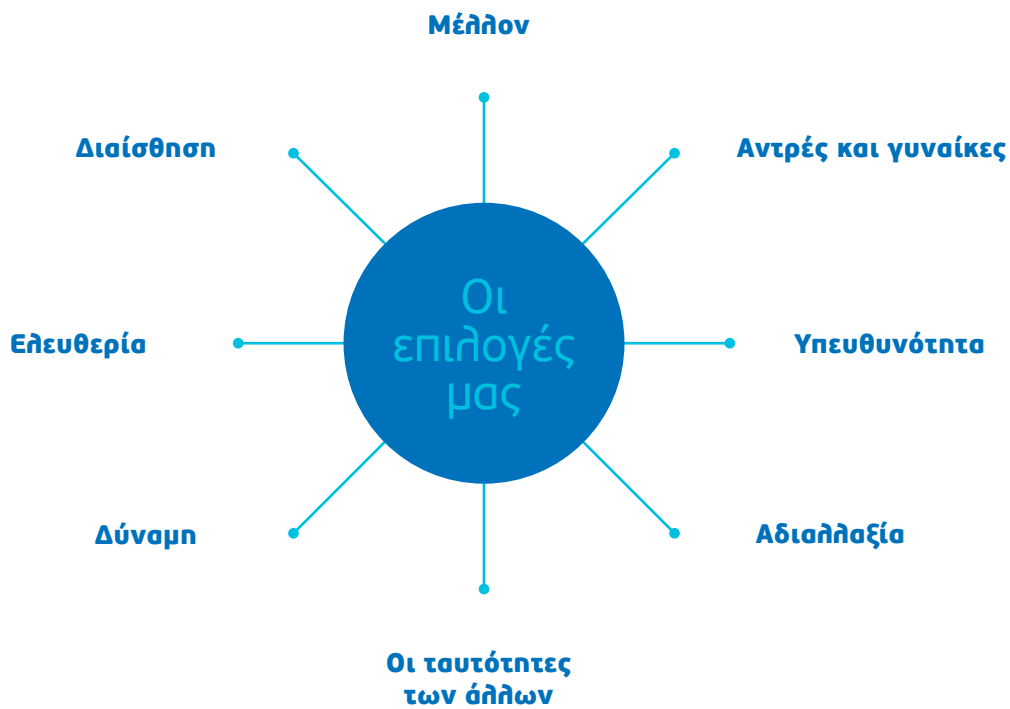 Μέλλον
Διαίσθηση
Αντρές και γυναίκες
Οι
επιλογές
μας
Ελευθερία
Υπευθυνότητα
Δύναμη
Αδιαλλαξία
Οι ταυτότητες
των άλλων